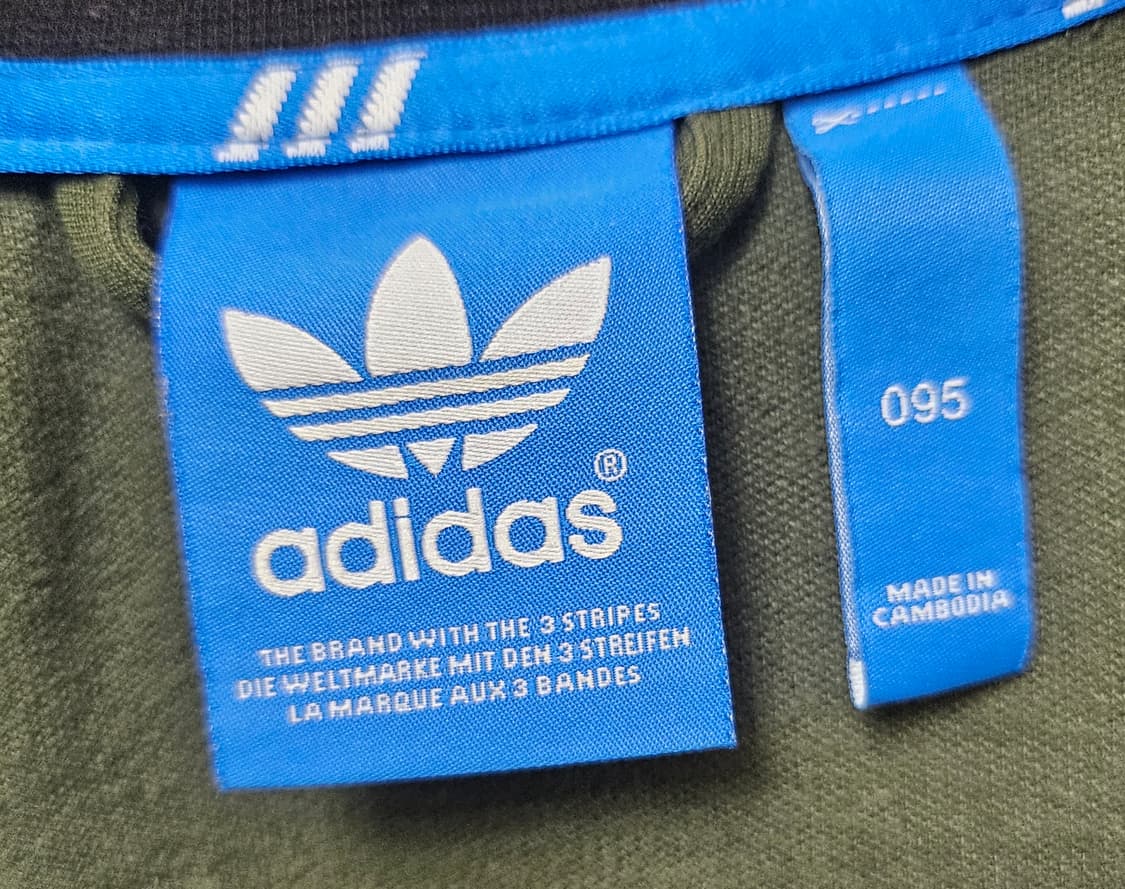 adidas®
THE BRAND WITH THE 3 STRIPES
DIE WELTMARKE MIT DEN 3 STREIFEN
LA MARQUE AUX 3 BANDES
095
MADE IN
CAMBODIA